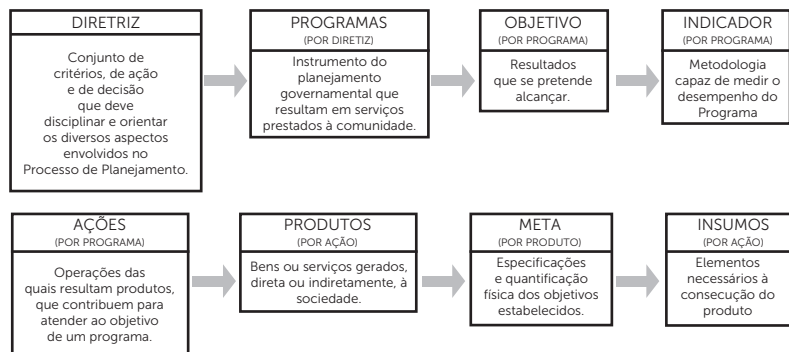 DIRETRIZ
Conjunto de
critérios, de ação
e de decisão
que deve
disciplinar e orientar
os diversos aspectos
envolvidos no
Processo de Planejamento.
PROGRAMAS
(POR DIRETIZ)
Instrumento do
planejamento
governamental que
resultam em serviços
prestados à comunidade.
OBJETIVO
(POR PROGRAMA)
Resultados
que se pretende
alcançar.
INDICADOR
(POR PROGRAMA)
Metodologia
capaz de medir o
desempenho do
Programa
AÇÕES
(POR PROGRAMA)
Operações das
quais resultam produtos,
que contribuem para
atender ao objetivo
de um programa.
PRODUTOS
(POR AÇÃO)
Bens ou serviços gerados,
direta ou indiretamente, à
sociedade.
META
(POR PRODUTO)
Especificações
e quantificação
física dos objetivos
estabelecidos.
INSUMOS
(POR AÇÃO)
Elementos
necessários à
consecução do
produto